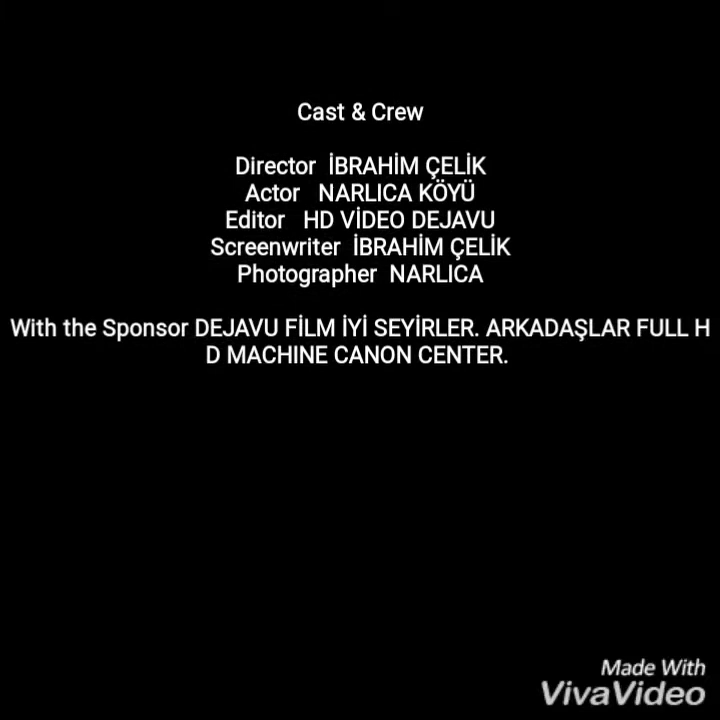 Cast & Crew
Director İBRAHİM ÇELİK
Actor NARLICA KÖYÜ
Editor HD VİDEO DEJAVU
Screenwriter İBRAHİM ÇELİK
Photographer NARLICA
With the Sponsor DEJAVU FİLM İYİ SEYİRLER. ARKADAŞLAR FULL H
D MACHINE CANON CENTER.
Made With
VivaVideo